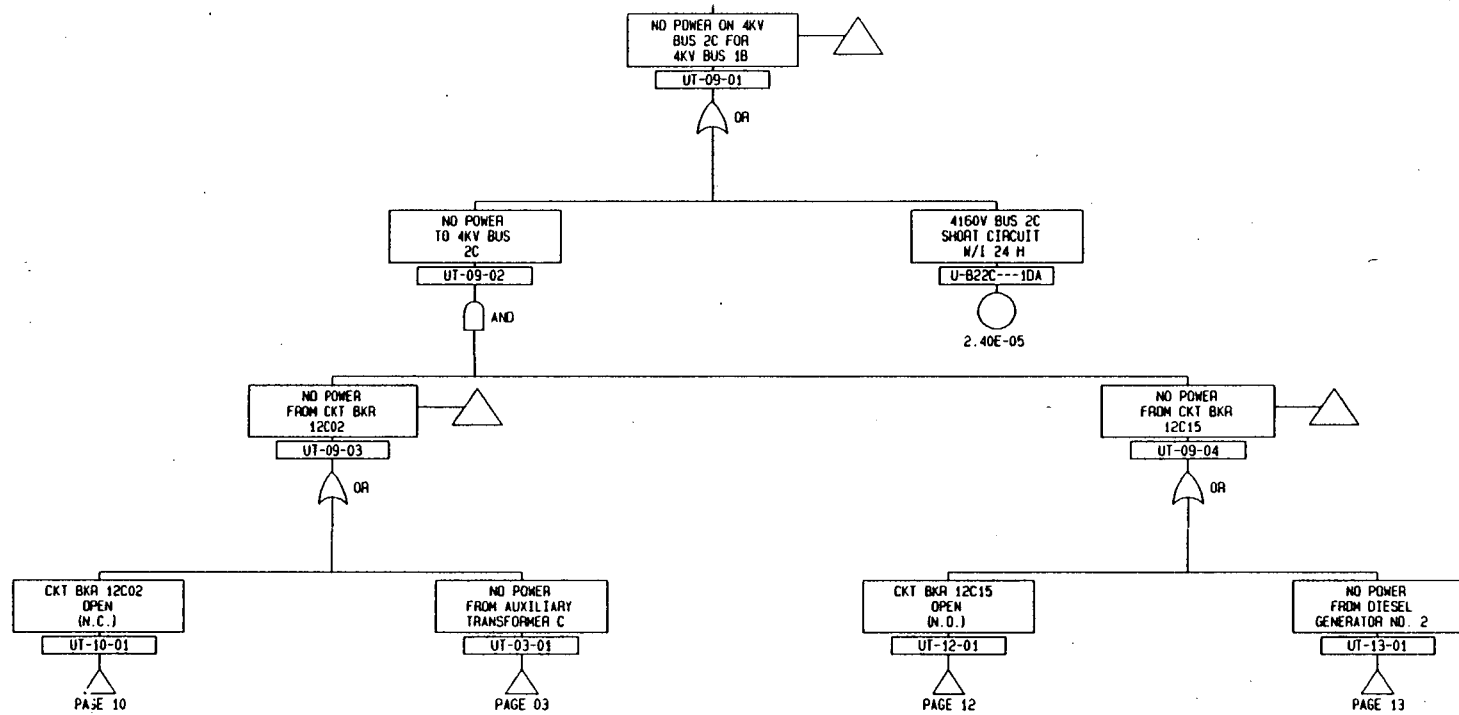 NO POWER ON 4KV
BUS 2C FOR
4KV BUS 1B
UT-09-01
OR
NO POWER
TO 4KV BUS
2C
UT-09-02
AND
4160V BUS 2C
SHORT CIRCUIT
W/I 24 H
U-B22C---1DA
2.40E-05
NO POWER
FROM CKT BKR
12C02
UT-09-03
OR
NO POWER
FROM CKT BKR
12C15
UT-09-04
OR
CKT BKR 12C02
OPEN
(N.C.)
UT-10-01
PAGE 10
NO POWER
FROM AUXILIARY
TRANSFORMER C
UT-03-01
PAGE 03
CKT BKR 12C15
OPEN
(N.O.)
UT-12-01
PAGE 12
NO POWER
FROM DIESEL
GENERATOR NO. 2
UT-13-01
PAGE 13